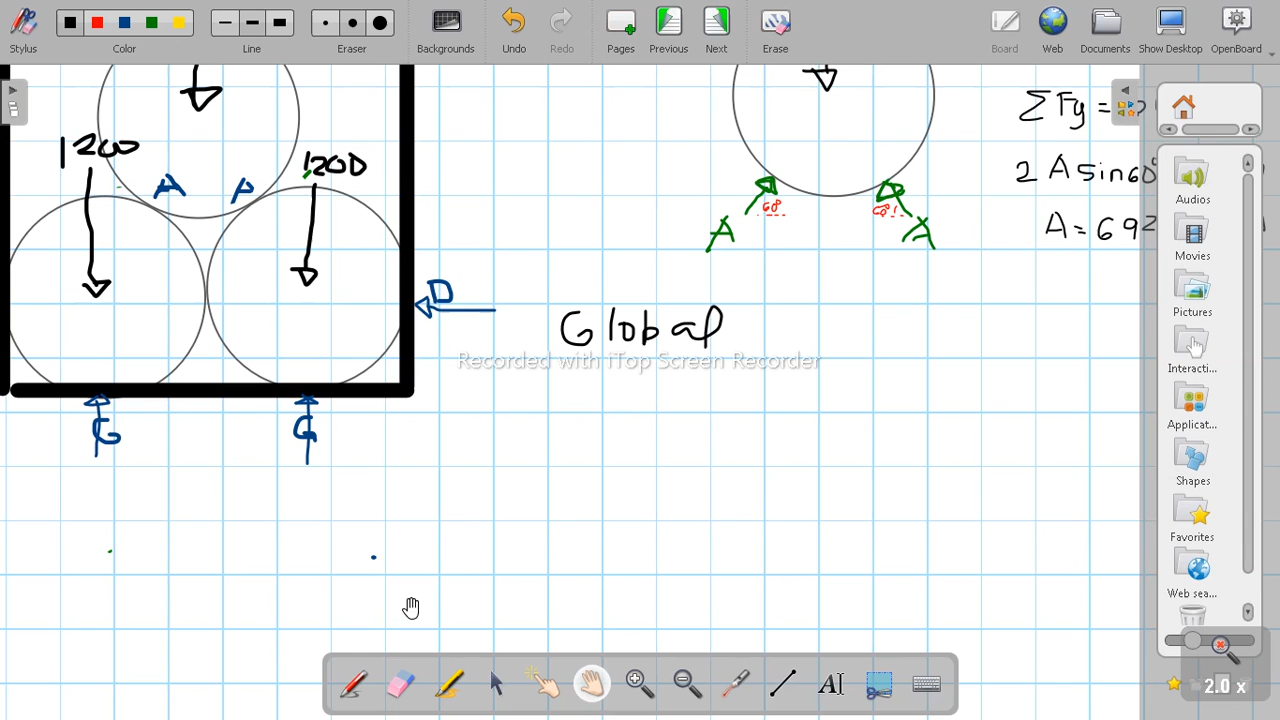 Stylus
Color
Line
Eraser
Backgrounds
Undo
Redo
Pages
Previous
Next
Erase
Board
Web
Documents
Show Desktop
OpenBoard
1200
1200
A
A
D
G
G
A
60
60
A
Global
Recorded with iTop Screen Recorder
ΣFy =
2 A sin60°
A = 692
Audios
Movies
Pictures
Interacti...
Applicat...
Shapes
Favorites
Web sea...
2.0 x